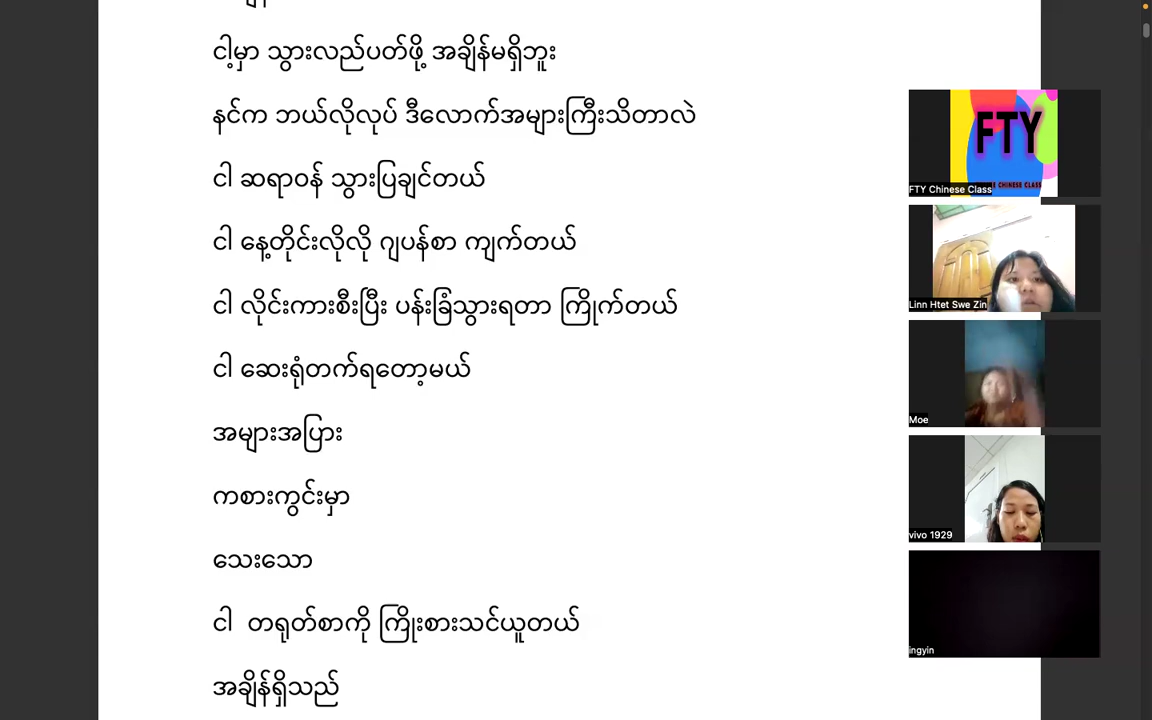 ငါ့မှာ သွားလည်ပတ်ဖို့ အချိန်မရှိဘူး
နင်က ဘယ်လိုလုပ် ဒီလောက်အများကြီးသိတာလဲ
ငါ ဆရာဝန် သွားပြချင်တယ်
ငါ နေ့တိုင်းလိုလို ဂျပန်စာ ကျက်တယ်
ငါ လိုင်းကားစီးပြီး ပန်းခြံသွားရတာ ကြိုက်တယ်
ငါ ဆေးရုံတက်ရတော့မယ်
အများအပြား
ကစားကွင်းမှာ
သေးသော
ငါ တရုတ်စာကို ကြိုးစားသင်ယူတယ်
အချိန်ရှိသည်
FTY
CHINESE CLASS
FTY Chinese Class
Linn Htet Swe Zin
Moe
vivo 1929
ingyin